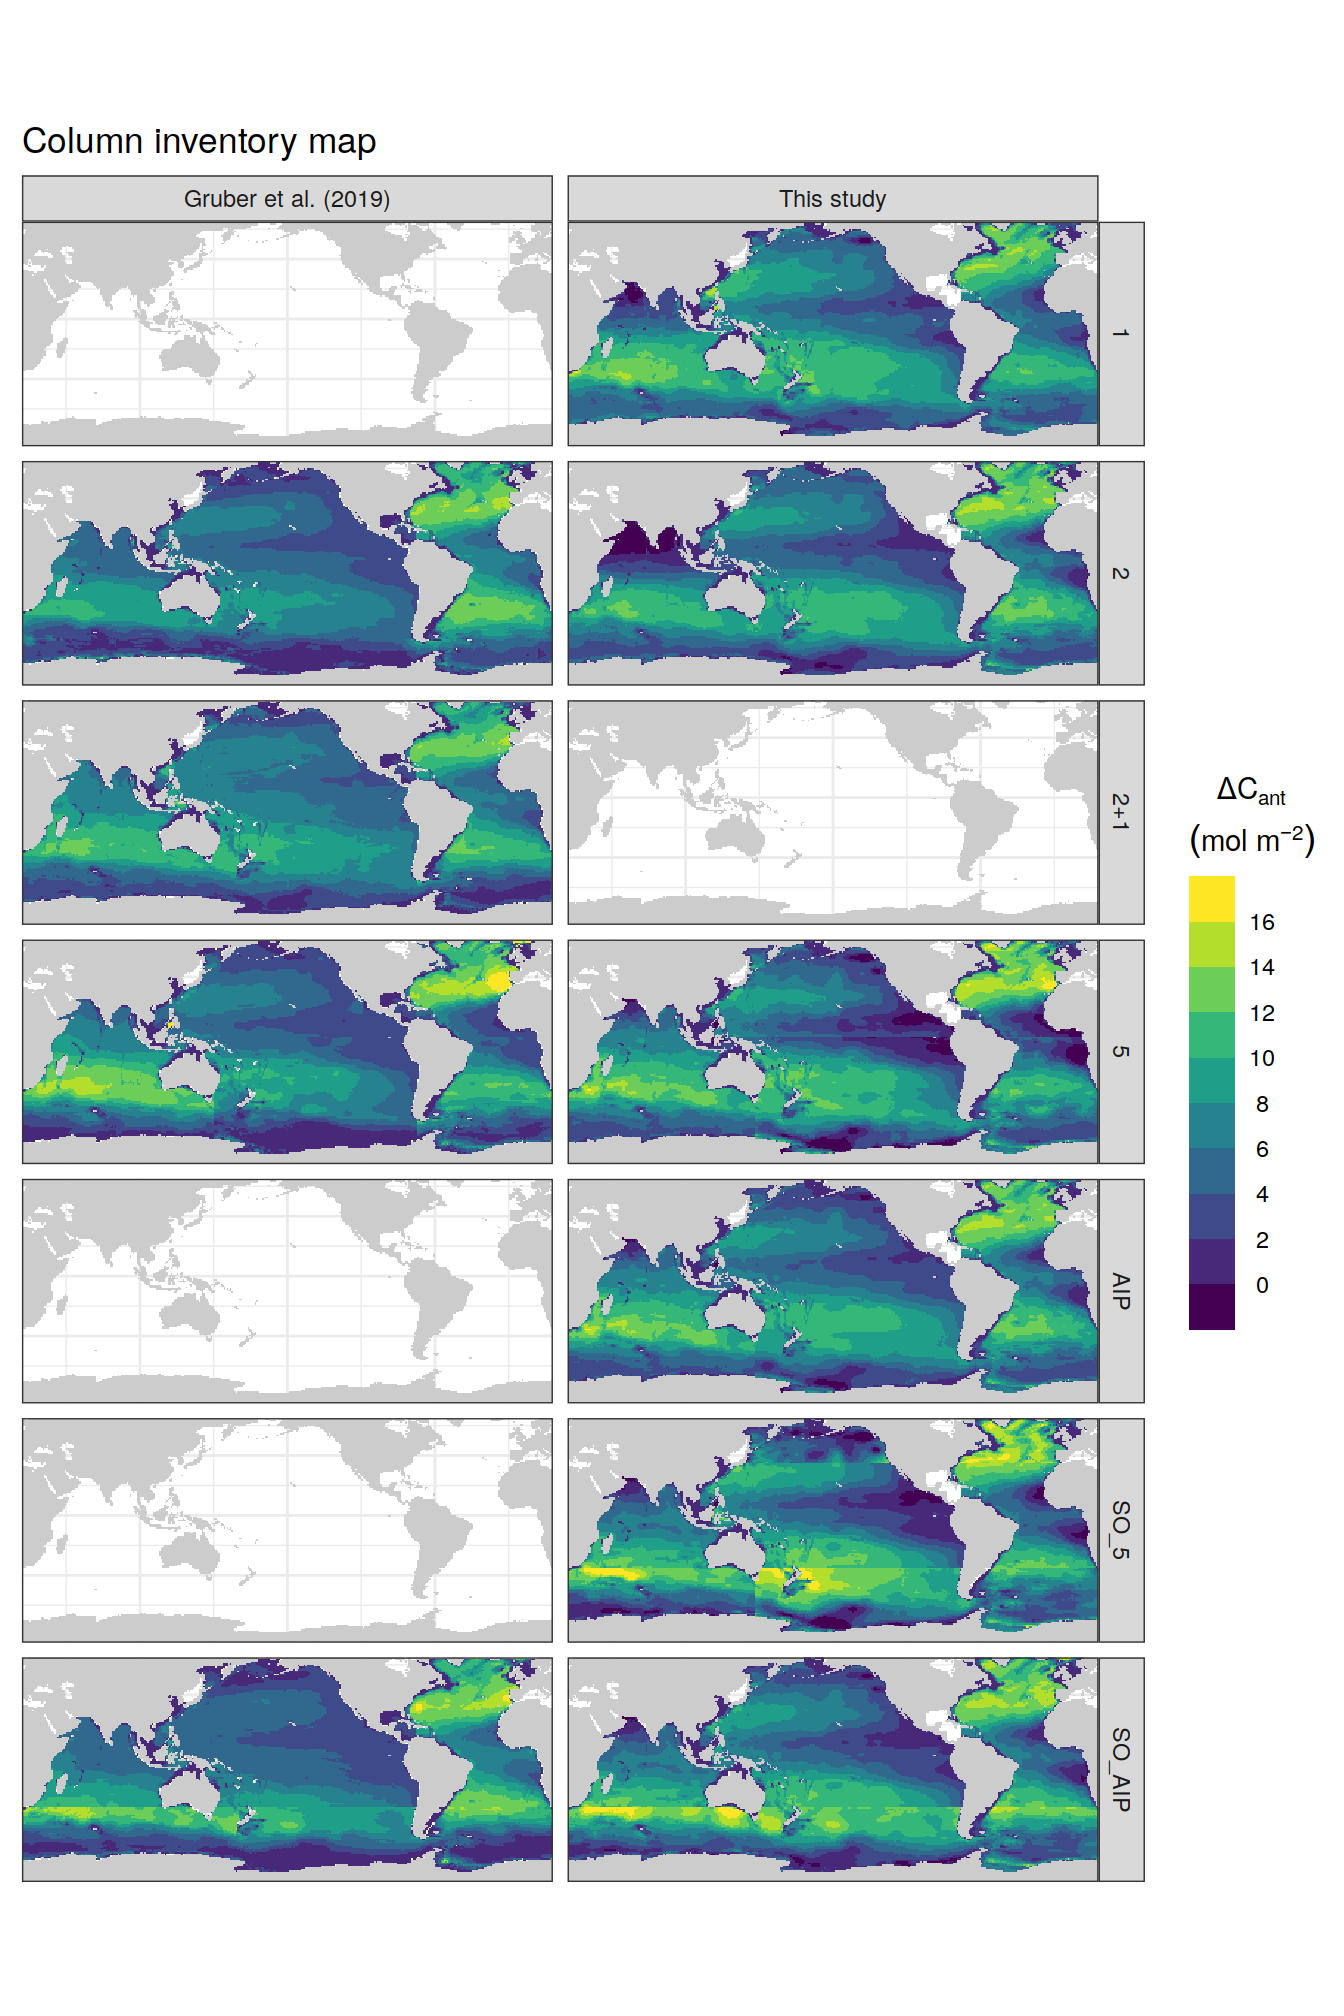 Column inventory map
Gruber et al. (2019)
This study
1
2
2+1
5
AIP
SO_5
SO_AIP
ΔCant
(mol m−2)
16
14
12
10
8
6
4
2
0